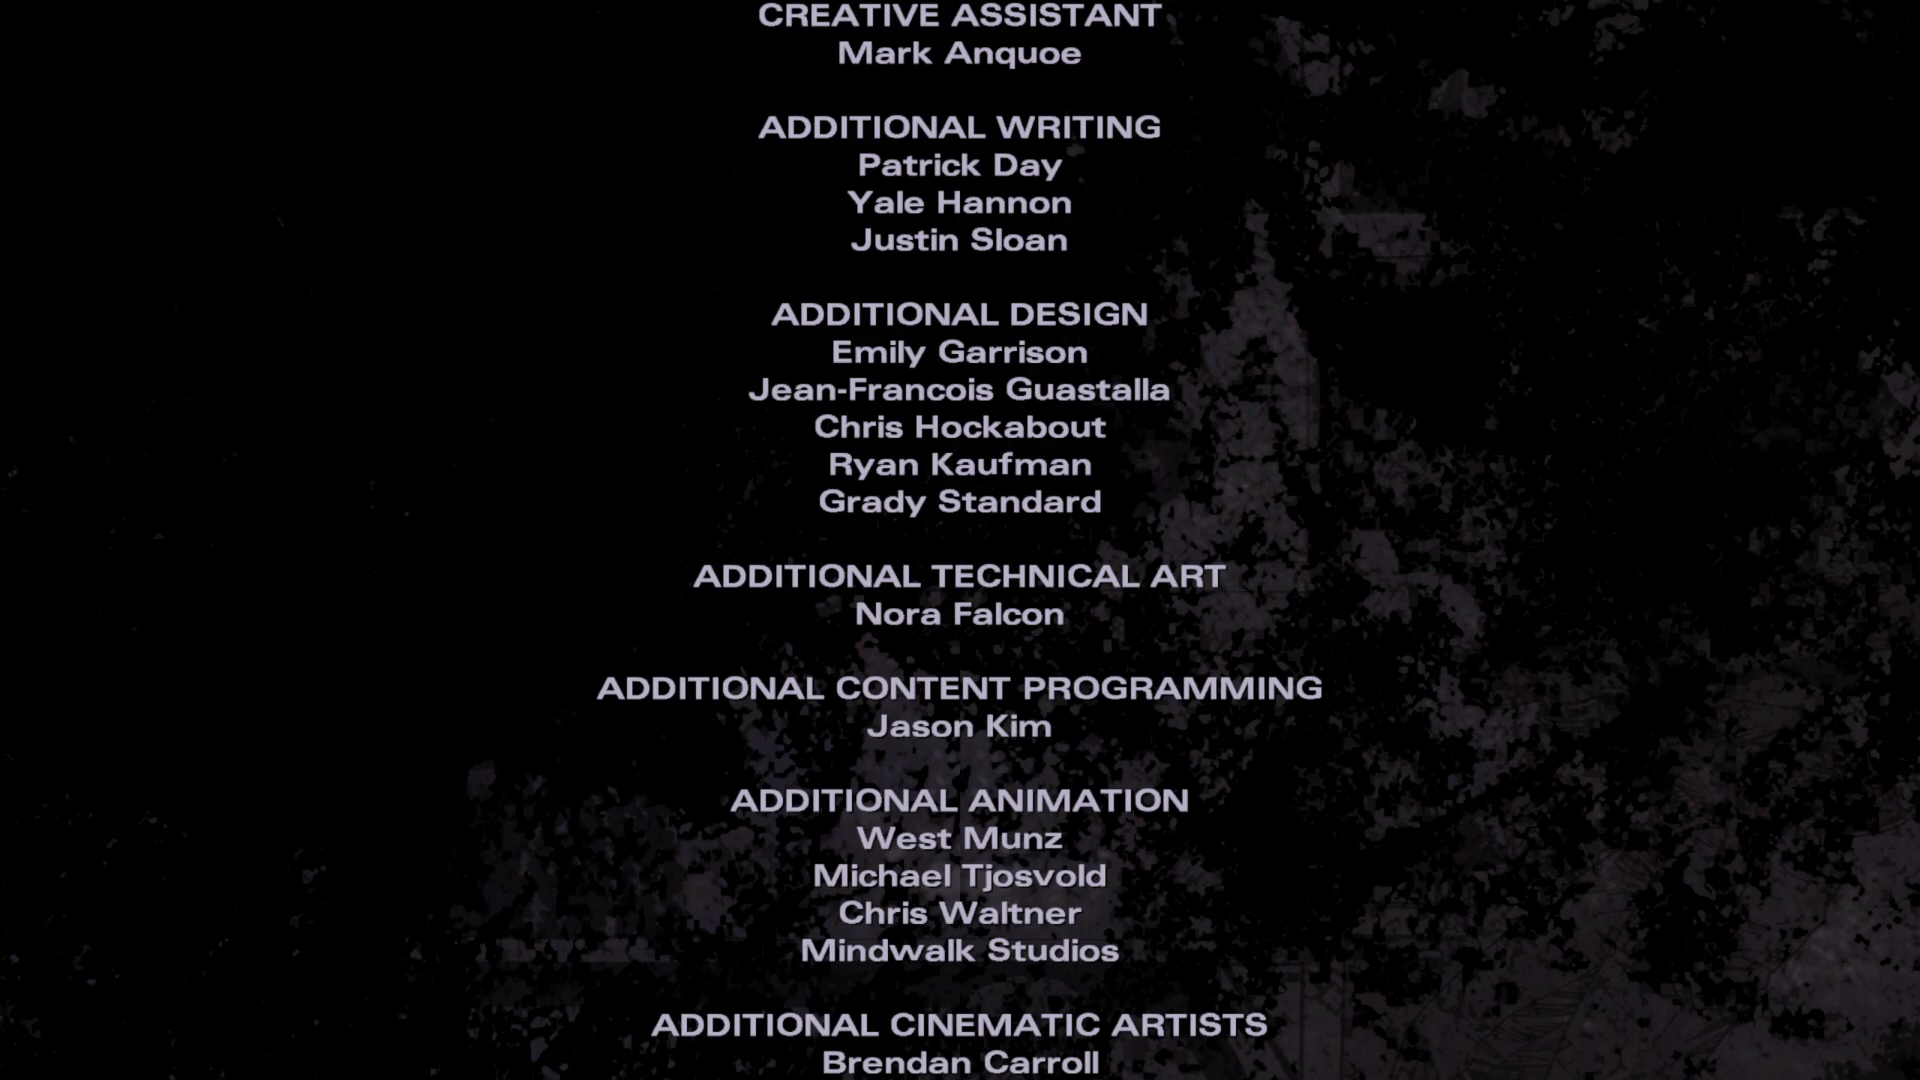 CREATIVE ASSISTANT
Mark Anquoe
ADDITIONAL WRITING
Patrick Day
Yale Hannon
Justin Sloan
ADDITIONAL DESIGN
Emily Garrison
Jean-Francois Guastalla
Chris Hockabout
Ryan Kaufman
Grady Standard
ADDITIONAL TECHNICAL ART
Nora Falcon
ADDITIONAL CONTENT PROGRAMMING
Jason Kim
ADDITIONAL ANIMATION
West Munz
Michael Tjosvold
Chris Waltner
Mindwalk Studios
ADDITIONAL CINEMATIC ARTISTS
Brendan Carroll